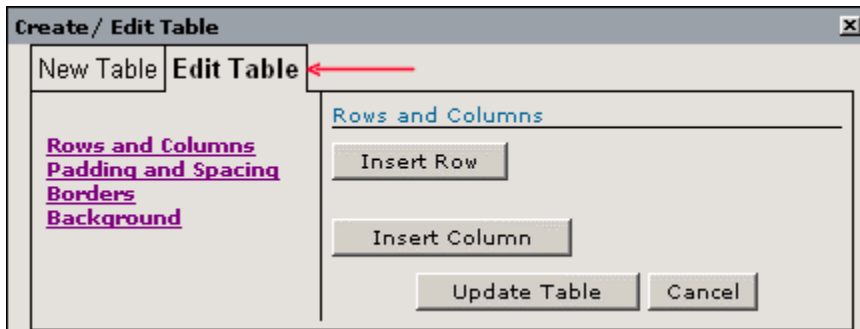 Create/ Edit Table
New Table Edit Table
Rows and Columns
Padding and Spacing
Borders
Background
Rows and Columns
Insert Row
Insert Column
Update Table Cancel